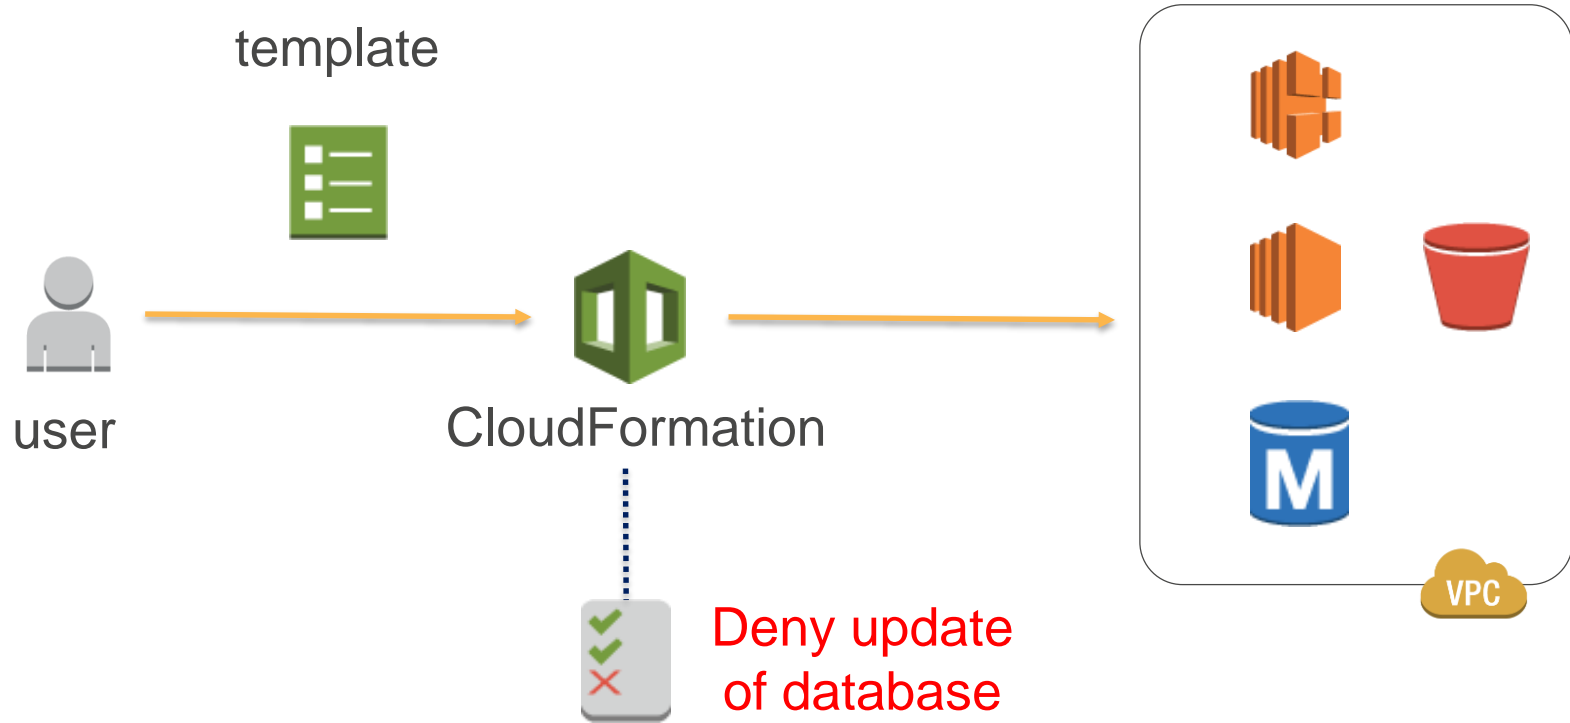 template
user
CloudFormation
M
VPC
Deny update
of database